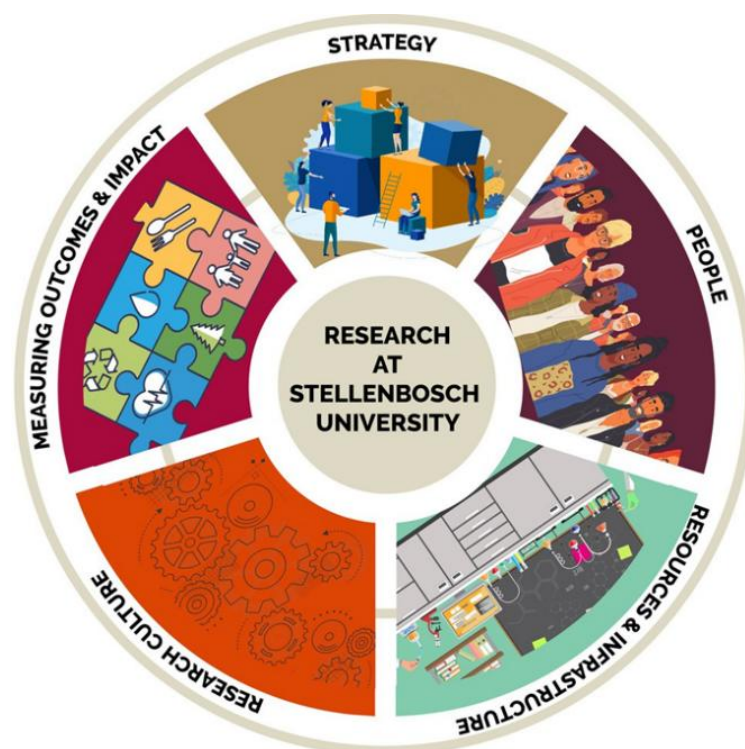 STRATEGY
PEOPLE
RESOURCES & INFRASTRUCTURE
RESEARCH CULTURE
MEASURING OUTCOMES & IMPACT
RESEARCH
AT
STELLENBOSCH
UNIVERSITY